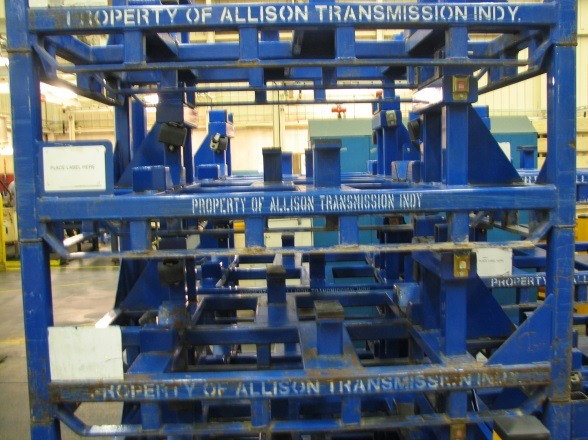 PROPERTY OF ALLISON TRANSMISSION INDY.
PLACE LABEL HERE
PROPERTY OF ALLISON TRANSMISSION INDY
PROPERTY
PROPERTY OF ALLISON TRANSMISSION INDY.